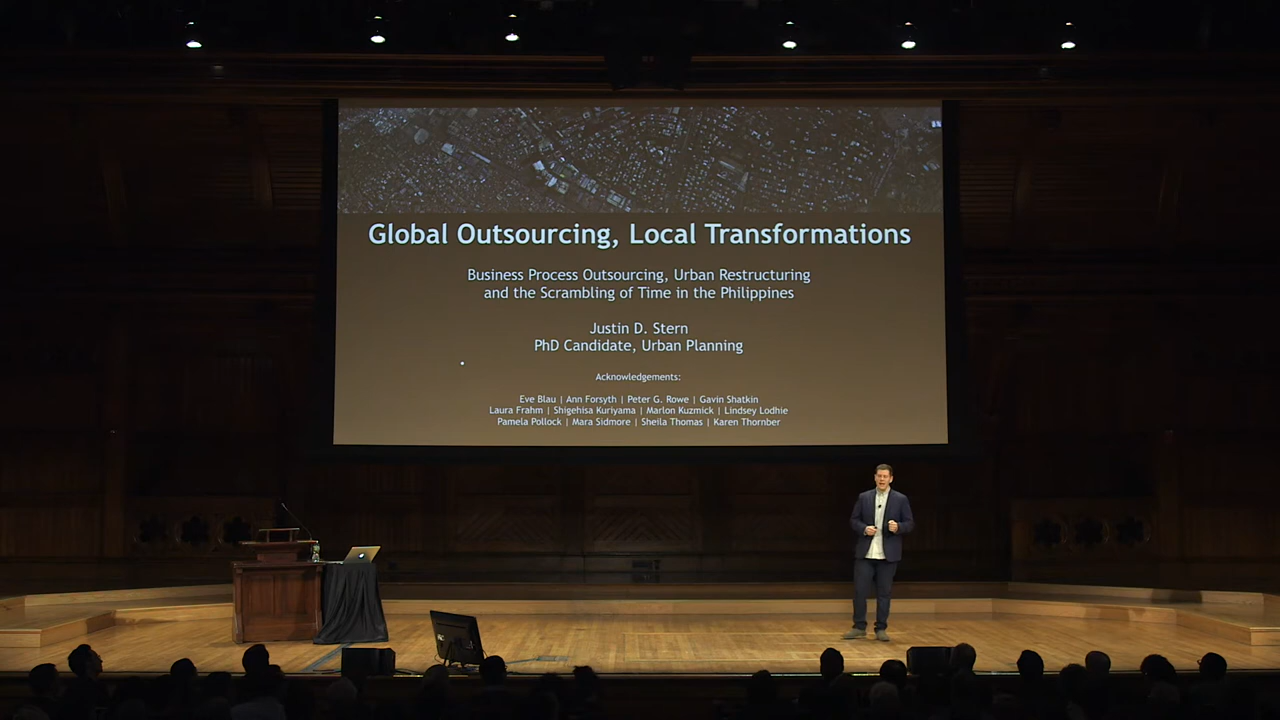 Global Outsourcing, Local Transformations
Business Process Outsourcing, Urban Restructuring
and the Scrambling of Time in the Philippines
Justin D. Stern
PhD Candidate, Urban Planning
Acknowledgements:
Eve Blau | Ann Forsyth | Peter G. Rowe | Gavin Shatkin
Laura Frahm | Shigehisa Kuriyama | Marlon Kuzmick | Lindsey Lodhie
Pamela Pollock | Mara Sidmore | Sheila Thomas | Karen Thornber